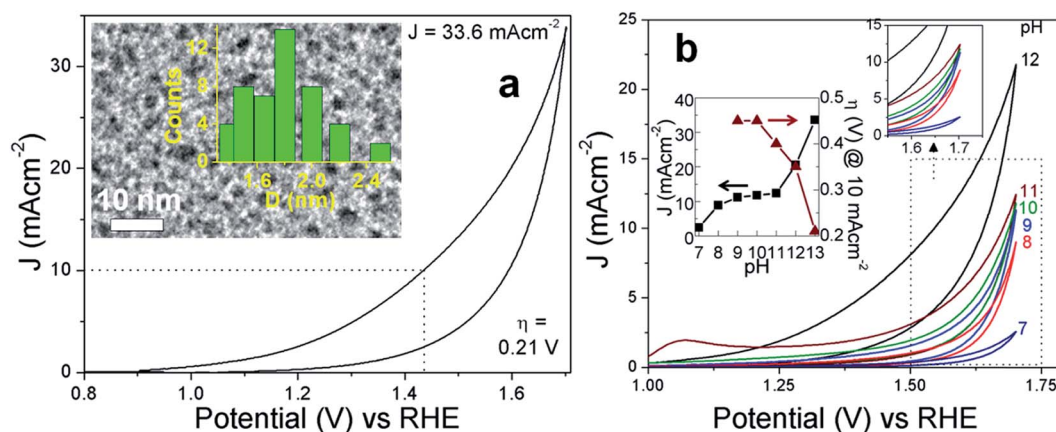 J = 33.6 mAcm⁻²
a
Counts
12
8
4
0
1.6 2.0 2.4
D (nm)
10 nm
30
20
10
0
J (mAcm⁻²)
η =
0.21 V
0.8 1.0 1.2 1.4 1.6
Potential (V) vs RHE
b
25
20
15
10
5
0
J (mAcm⁻²)
15
10
5
0
1.6 1.7
pH
12
11
10
9
8
7
40
30
20
10
0
J (mAcm⁻²)
0.5
0.4
0.3
0.2
η (V) @ 10 mAcm⁻²
7 8 9 10 11 12 13
pH
1.00 1.25 1.50 1.75
Potential (V) vs RHE